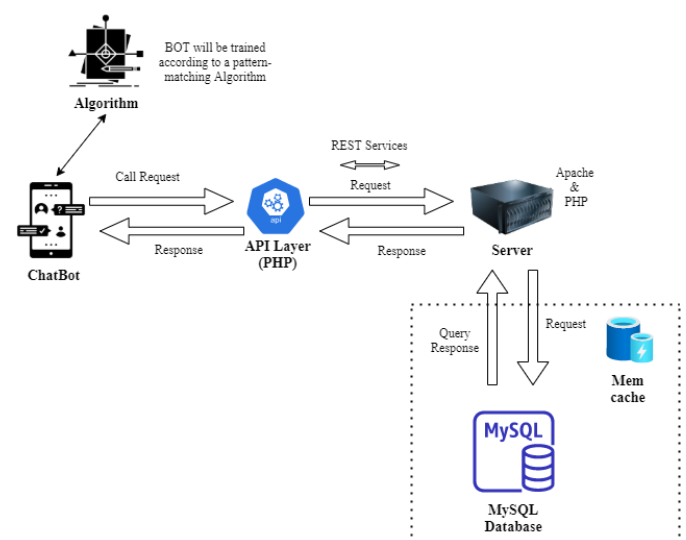 BOT will be trained
according to a pattern-
matching Algorithm
Algorithm
REST Services
Call Request
Request
Apache
&
PHP
api
Response
Response
API Layer
(PHP)
Server
ChatBot
Query
Response
Request
Mem
cache
MySQL
MySQL
Database